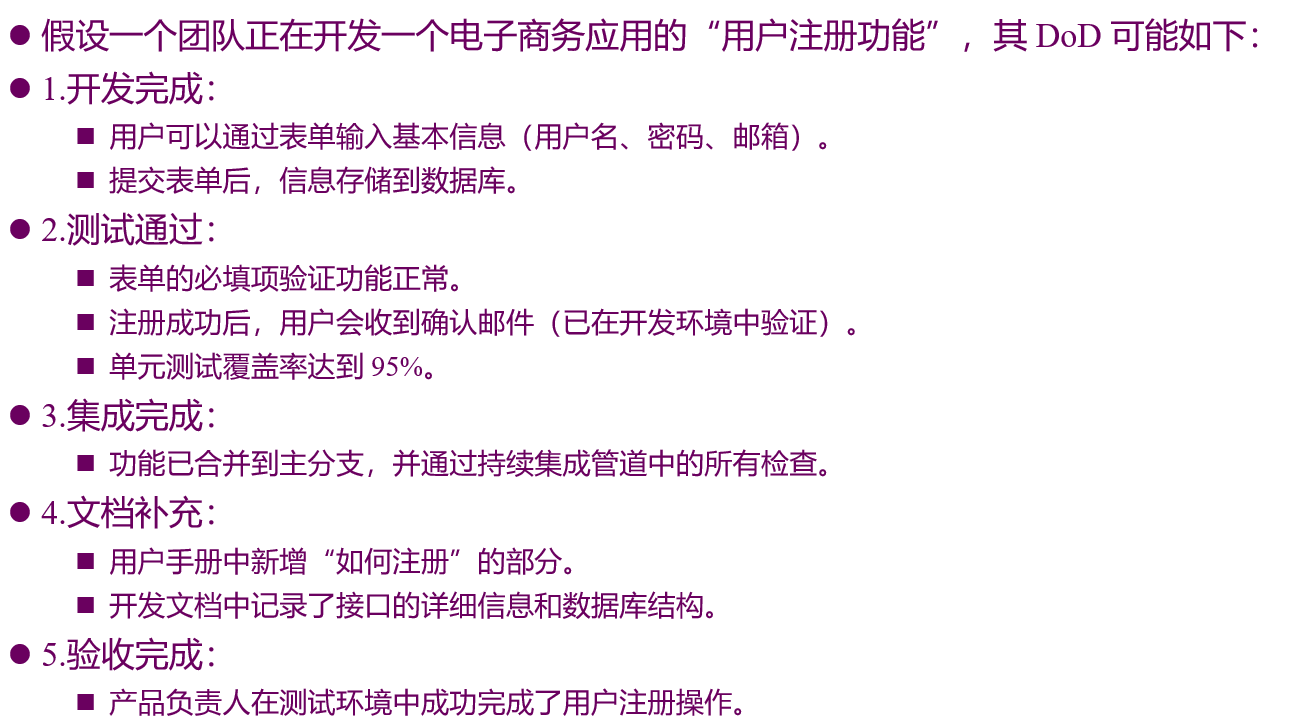 假设一个团队正在开发一个电子商务应用的“用户注册功能”，其 DoD 可能如下：
1.开发完成：
用户可以通过表单输入基本信息（用户名、密码、邮箱）。
提交表单后，信息存储到数据库。
2.测试通过：
表单的必填项验证功能正常。
注册成功后，用户会收到确认邮件（已在开发环境中验证）。
单元测试覆盖率达到 95%。
3.集成完成：
功能已合并到主分支，并通过持续集成管道中的所有检查。
4.文档补充：
用户手册中新增“如何注册”的部分。
开发文档中记录了接口的详细信息和数据库结构。
5.验收完成：
产品负责人在测试环境中成功完成了用户注册操作。